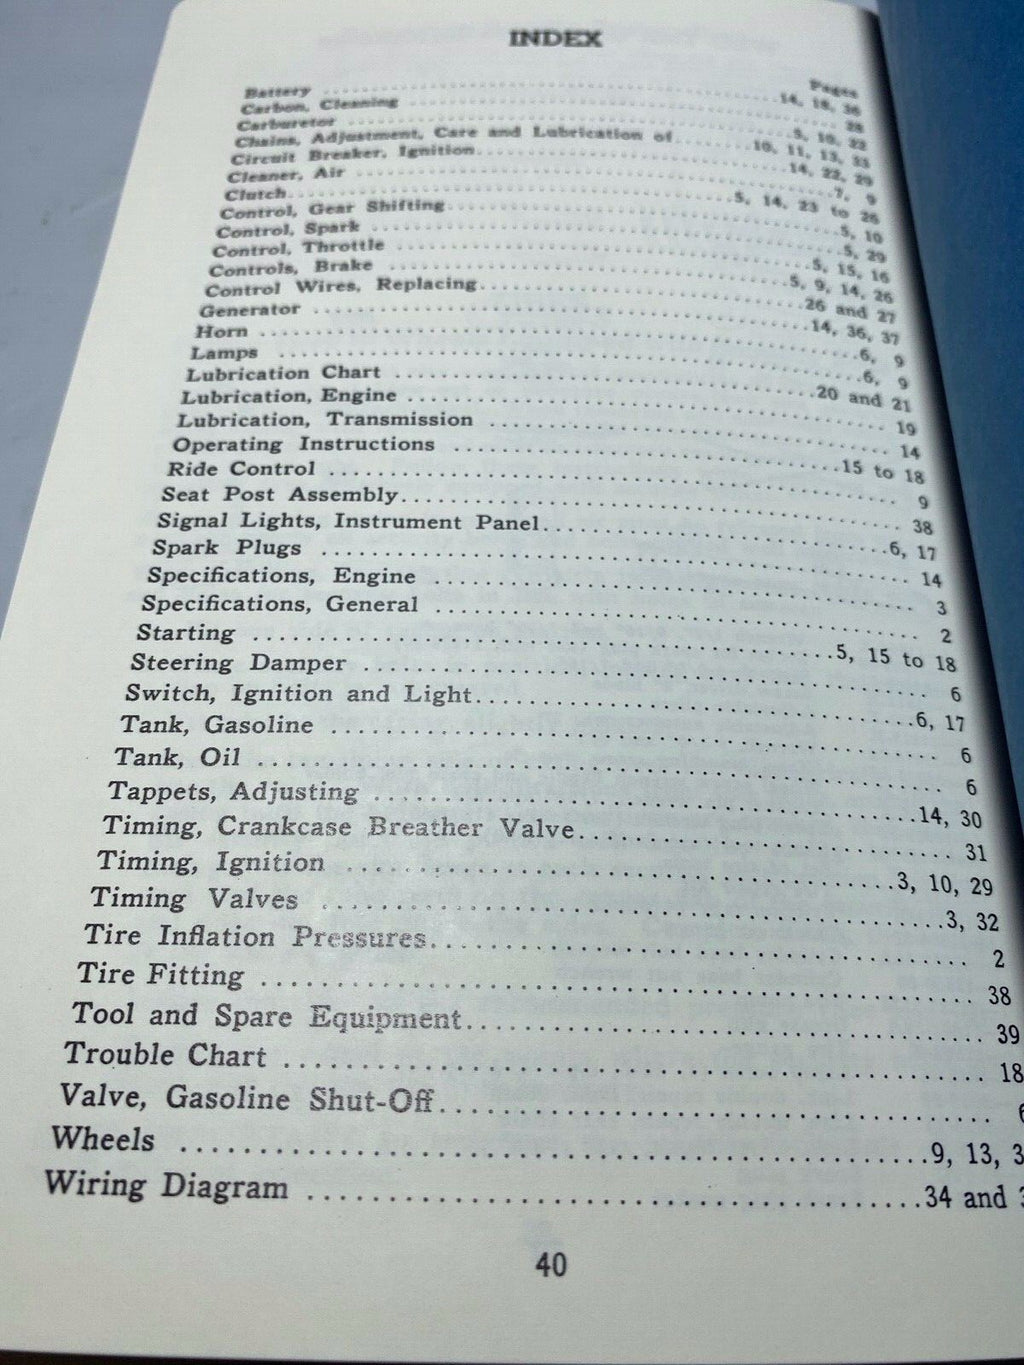 INDEX
Pages
Battery ........ 14, 18, 36
Carbon, Cleaning ........ 28
Carburetor ........ 5, 10, 22
Chains, Adjustment, Care and Lubrication of ........ 10, 11, 13, 33
Circuit Breaker, Ignition ........ 14, 22, 29
Cleaner, Air ........ 7, 9
Clutch ........ 5, 14, 23 to 26
Control, Gear Shifting ........ 5, 10
Control, Spark ........ 5, 29
Control, Throttle ........ 5, 15, 16
Controls, Brake ........ 5, 9, 14, 26
Control Wires, Replacing ........ 26 and 27
Generator ........ 14, 36, 37
Horn ........ 6, 9
Lamps ........ 6, 9
Lubrication Chart ........ 20 and 21
Lubrication, Engine ........ 19
Lubrication, Transmission ........ 14
Operating Instructions ........ 15 to 18
Ride Control ........ 9
Seat Post Assembly ........ 38
Signal Lights, Instrument Panel ........ 6, 17
Spark Plugs ........ 14
Specifications, Engine ........ 3
Specifications, General ........ 2
Starting ........ 5, 15 to 18
Steering Damper ........ 6
Switch, Ignition and Light ........ 6, 17
Tank, Gasoline ........ 6
Tank, Oil ........ 6
Tappets, Adjusting ........ 14, 30
Timing, Crankcase Breather Valve ........ 31
Timing, Ignition ........ 3, 10, 29
Timing Valves ........ 3, 32
Tire Inflation Pressures ........ 2
Tire Fitting ........ 38
Tool and Spare Equipment ........ 39
Trouble Chart ........ 18
Valve, Gasoline Shut-Off ........ 6
Wheels ........ 9, 13,
Wiring Diagram ........ 34 and
40